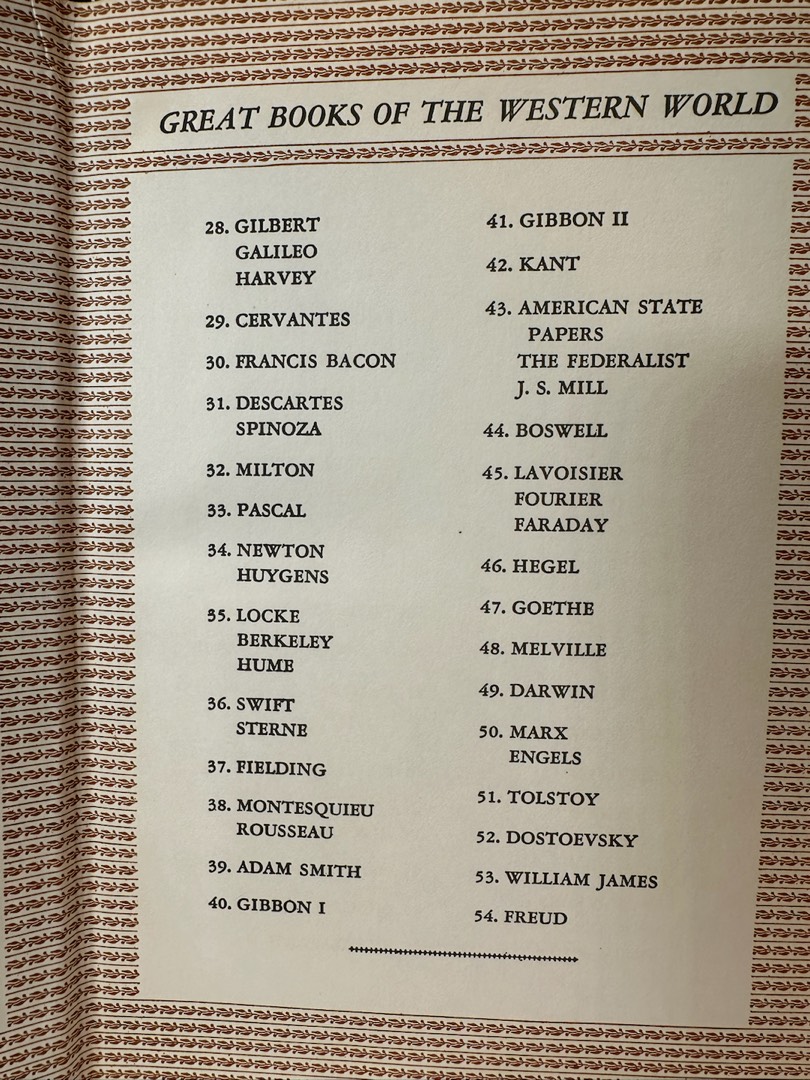 GREAT BOOKS OF THE WESTERN WORLD
28. GILBERT
GALILEO
HARVEY
29. CERVANTES
30. FRANCIS BACON
31. DESCARTES
SPINOZA
32. MILTON
33. PASCAL
34. NEWTON
HUYGENS
35. LOCKE
BERKELEY
HUME
36. SWIFT
STERNE
37. FIELDING
38. MONTESQUIEU
ROUSSEAU
39. ADAM SMITH
40. GIBBON I
41. GIBBON II
42. KANT
43. AMERICAN STATE
PAPERS
THE FEDERALIST
J. S. MILL
44. BOSWELL
45. LAVOISIER
FOURIER
FARADAY
46. HEGEL
47. GOETHE
48. MELVILLE
49. DARWIN
50. MARX
ENGELS
51. TOLSTOY
52. DOSTOEVSKY
53. WILLIAM JAMES
54. FREUD